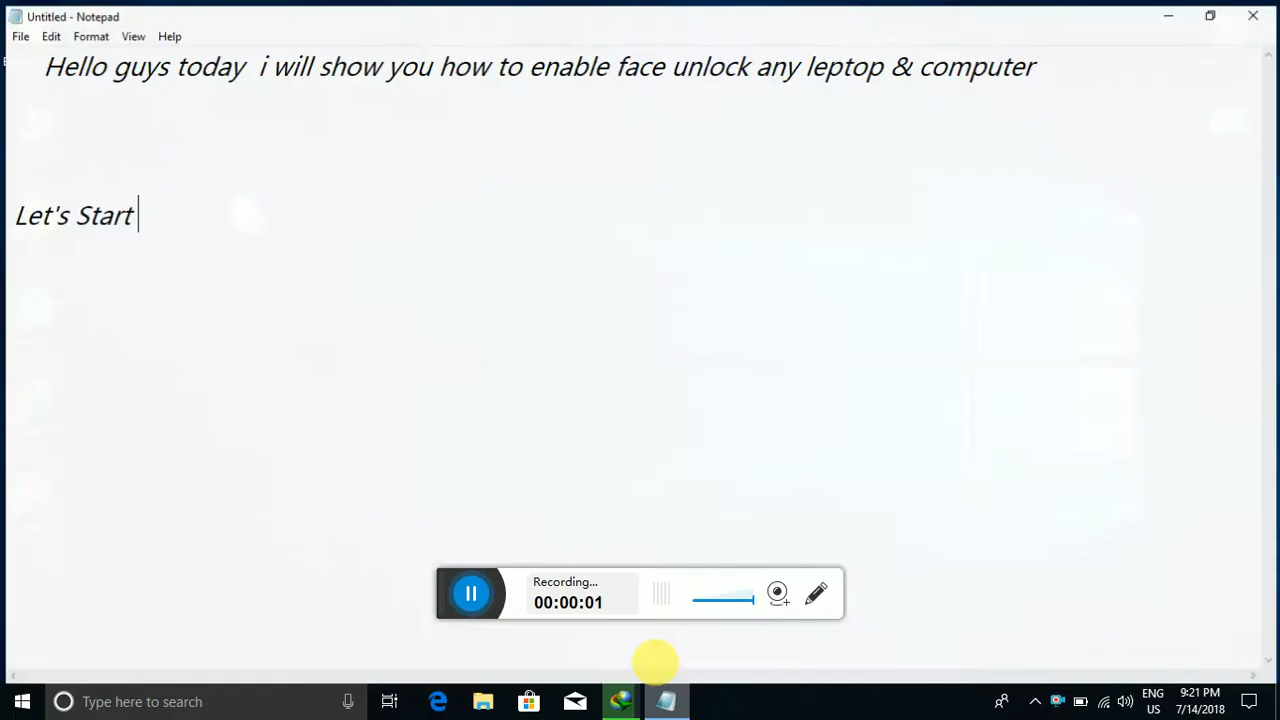 Untitled - Notepad
File Edit Format View Help
Hello guys today  i will show you how to enable face unlock any leptop & computer
Let's Start
Recording...
00:00:01
Type here to search
ENG
US
9:21 PM
7/14/2018